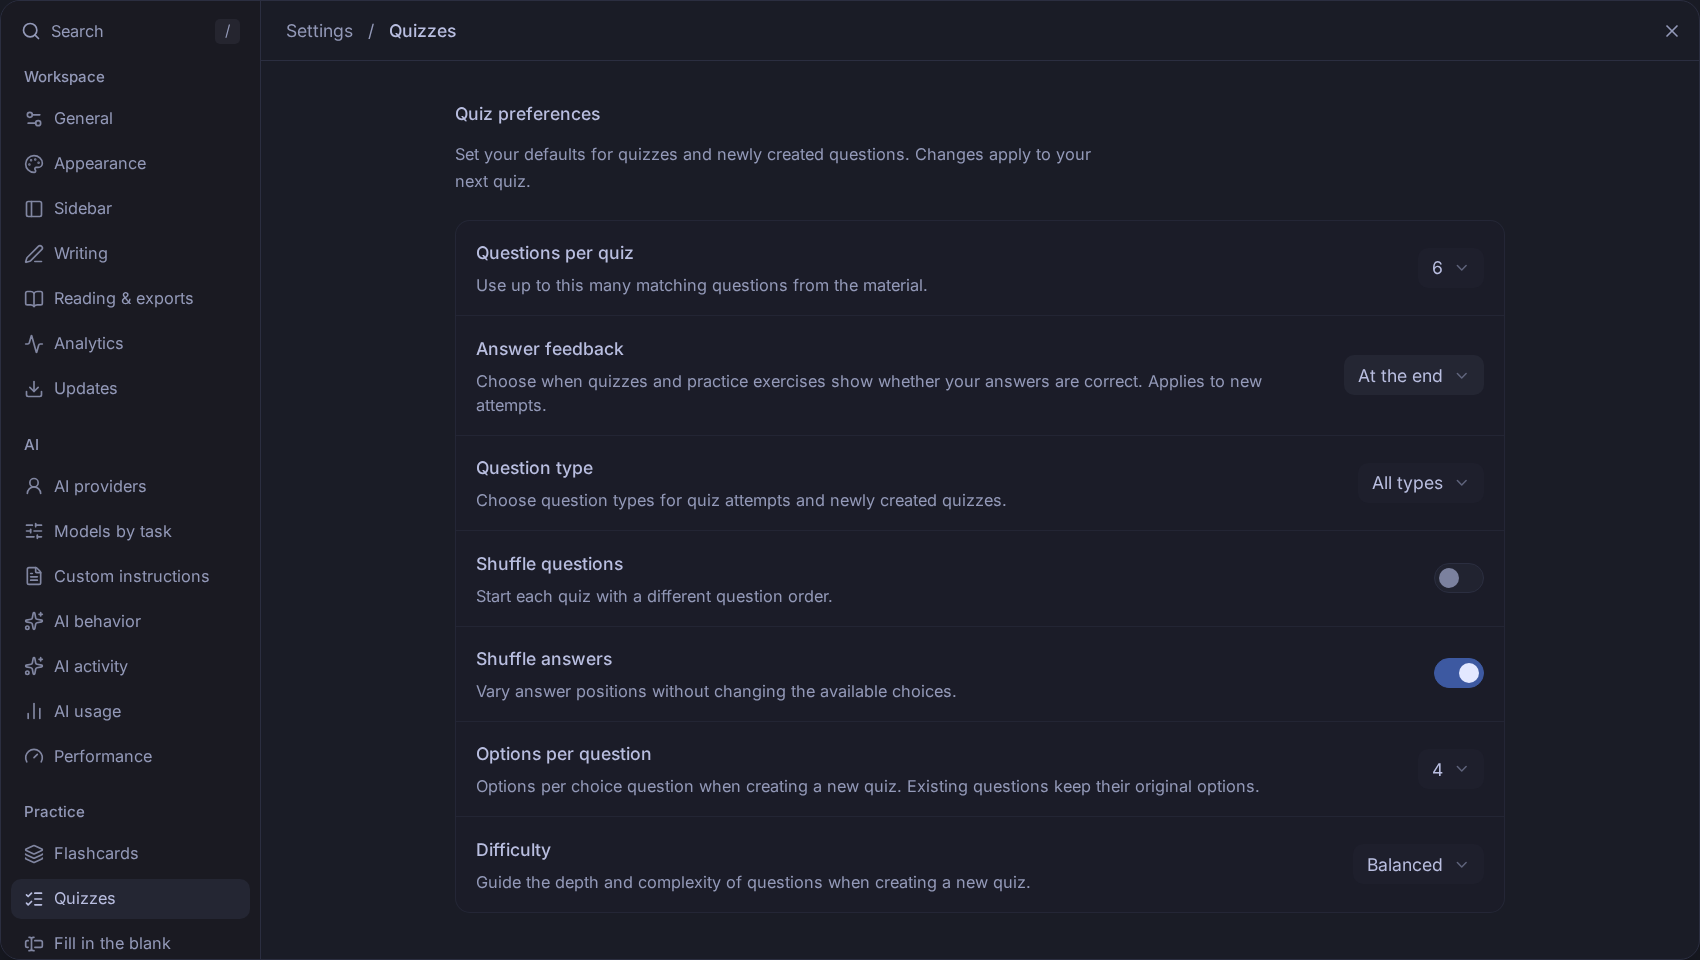 Search /
Workspace
General
Appearance
Sidebar
Writing
Reading & exports
Analytics
Updates
AI
AI providers
Models by task
Custom instructions
AI behavior
AI activity
AI usage
Performance
Practice
Flashcards
Quizzes
Fill in the blank
Settings / Quizzes
Quiz preferences
Set your defaults for quizzes and newly created questions. Changes apply to your
next quiz.
Questions per quiz
Use up to this many matching questions from the material.
6
Answer feedback
Choose when quizzes and practice exercises show whether your answers are correct. Applies to new
attempts.
At the end
Question type
Choose question types for quiz attempts and newly created quizzes.
All types
Shuffle questions
Start each quiz with a different question order.
Shuffle answers
Vary answer positions without changing the available choices.
Options per question
Options per choice question when creating a new quiz. Existing questions keep their original options.
4
Difficulty
Guide the depth and complexity of questions when creating a new quiz.
Balanced